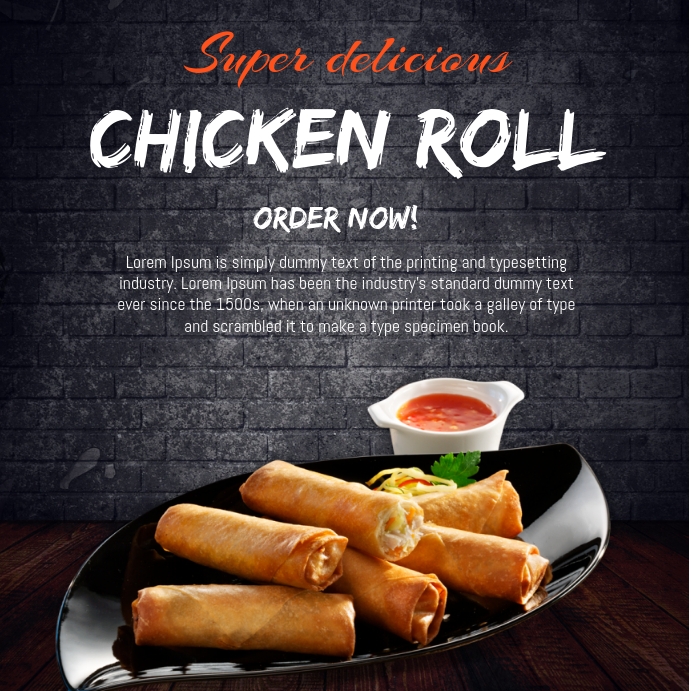 Super delicious
CHICKEN ROLL
ORDER NOW!
Lorem Ipsum is simply dummy text of the printing and typesetting
industry. Lorem Ipsum has been the industry's standard dummy text
ever since the 1500s, when an unknown printer took a galley of type
and scrambled it to make a type specimen book.